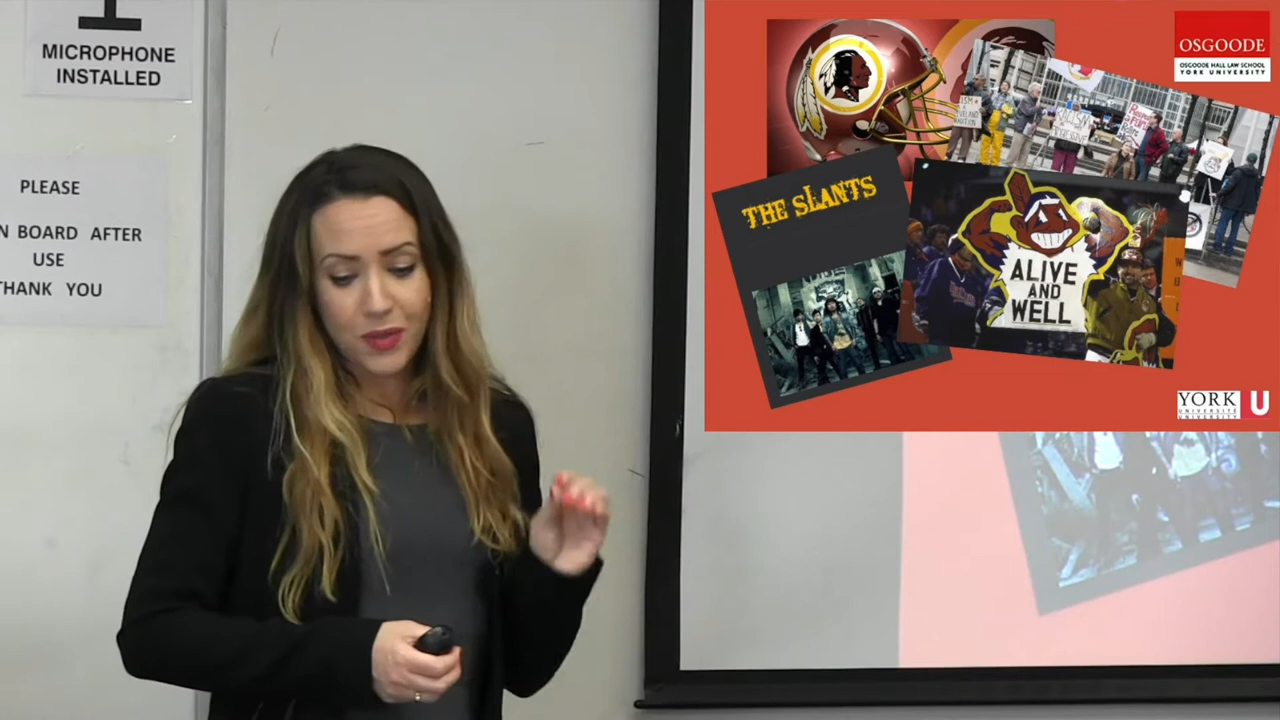 MICROPHONE
INSTALLED
PLEASE
N BOARD AFTER
USE
THANK YOU
THE SLANTS
ALIVE
AND
WELL
OSGOODE
OSGOODE HALL LAW SCHOOL
YORK UNIVERSITY
YORK
UNIVERSITÉ
UNIVERSITY
U